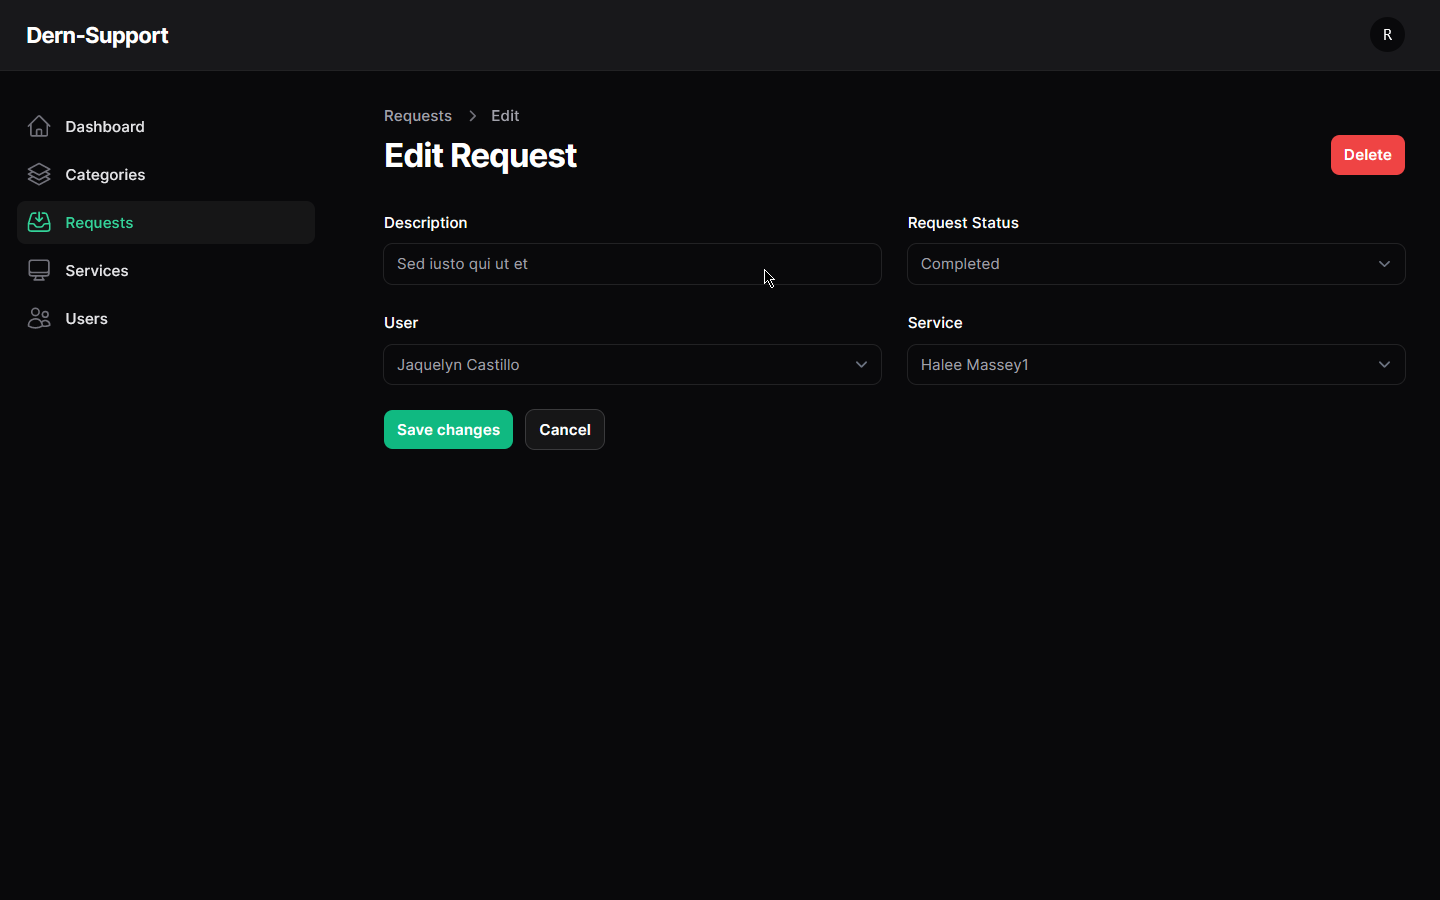 Dern-Support
R
Dashboard
Categories
Requests
Services
Users
Requests > Edit
Edit Request
Delete
Description
Sed iusto qui ut et
Request Status
Completed
User
Jaquelyn Castillo
Service
Halee Massey1
Save changes
Cancel